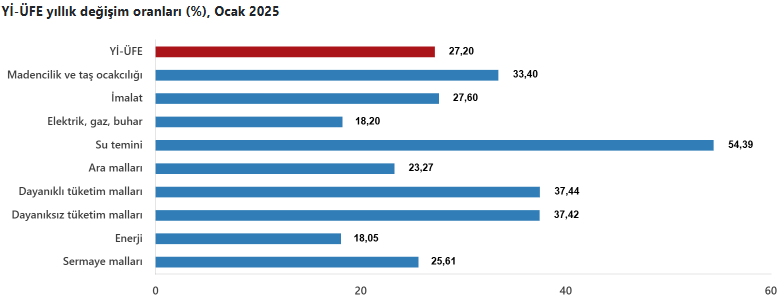 Yİ-ÜFE yıllık değişim oranları (%), Ocak 2025
Yİ-ÜFE 27,20
Madencilik ve taş ocakcılığı 33,40
İmalat 27,60
Elektrik, gaz, buhar 18,20
Su temini 54,39
Ara malları 23,27
Dayanıklı tüketim malları 37,44
Dayanıksız tüketim malları 37,42
Enerji 18,05
Sermaye malları 25,61
0 20 40 60